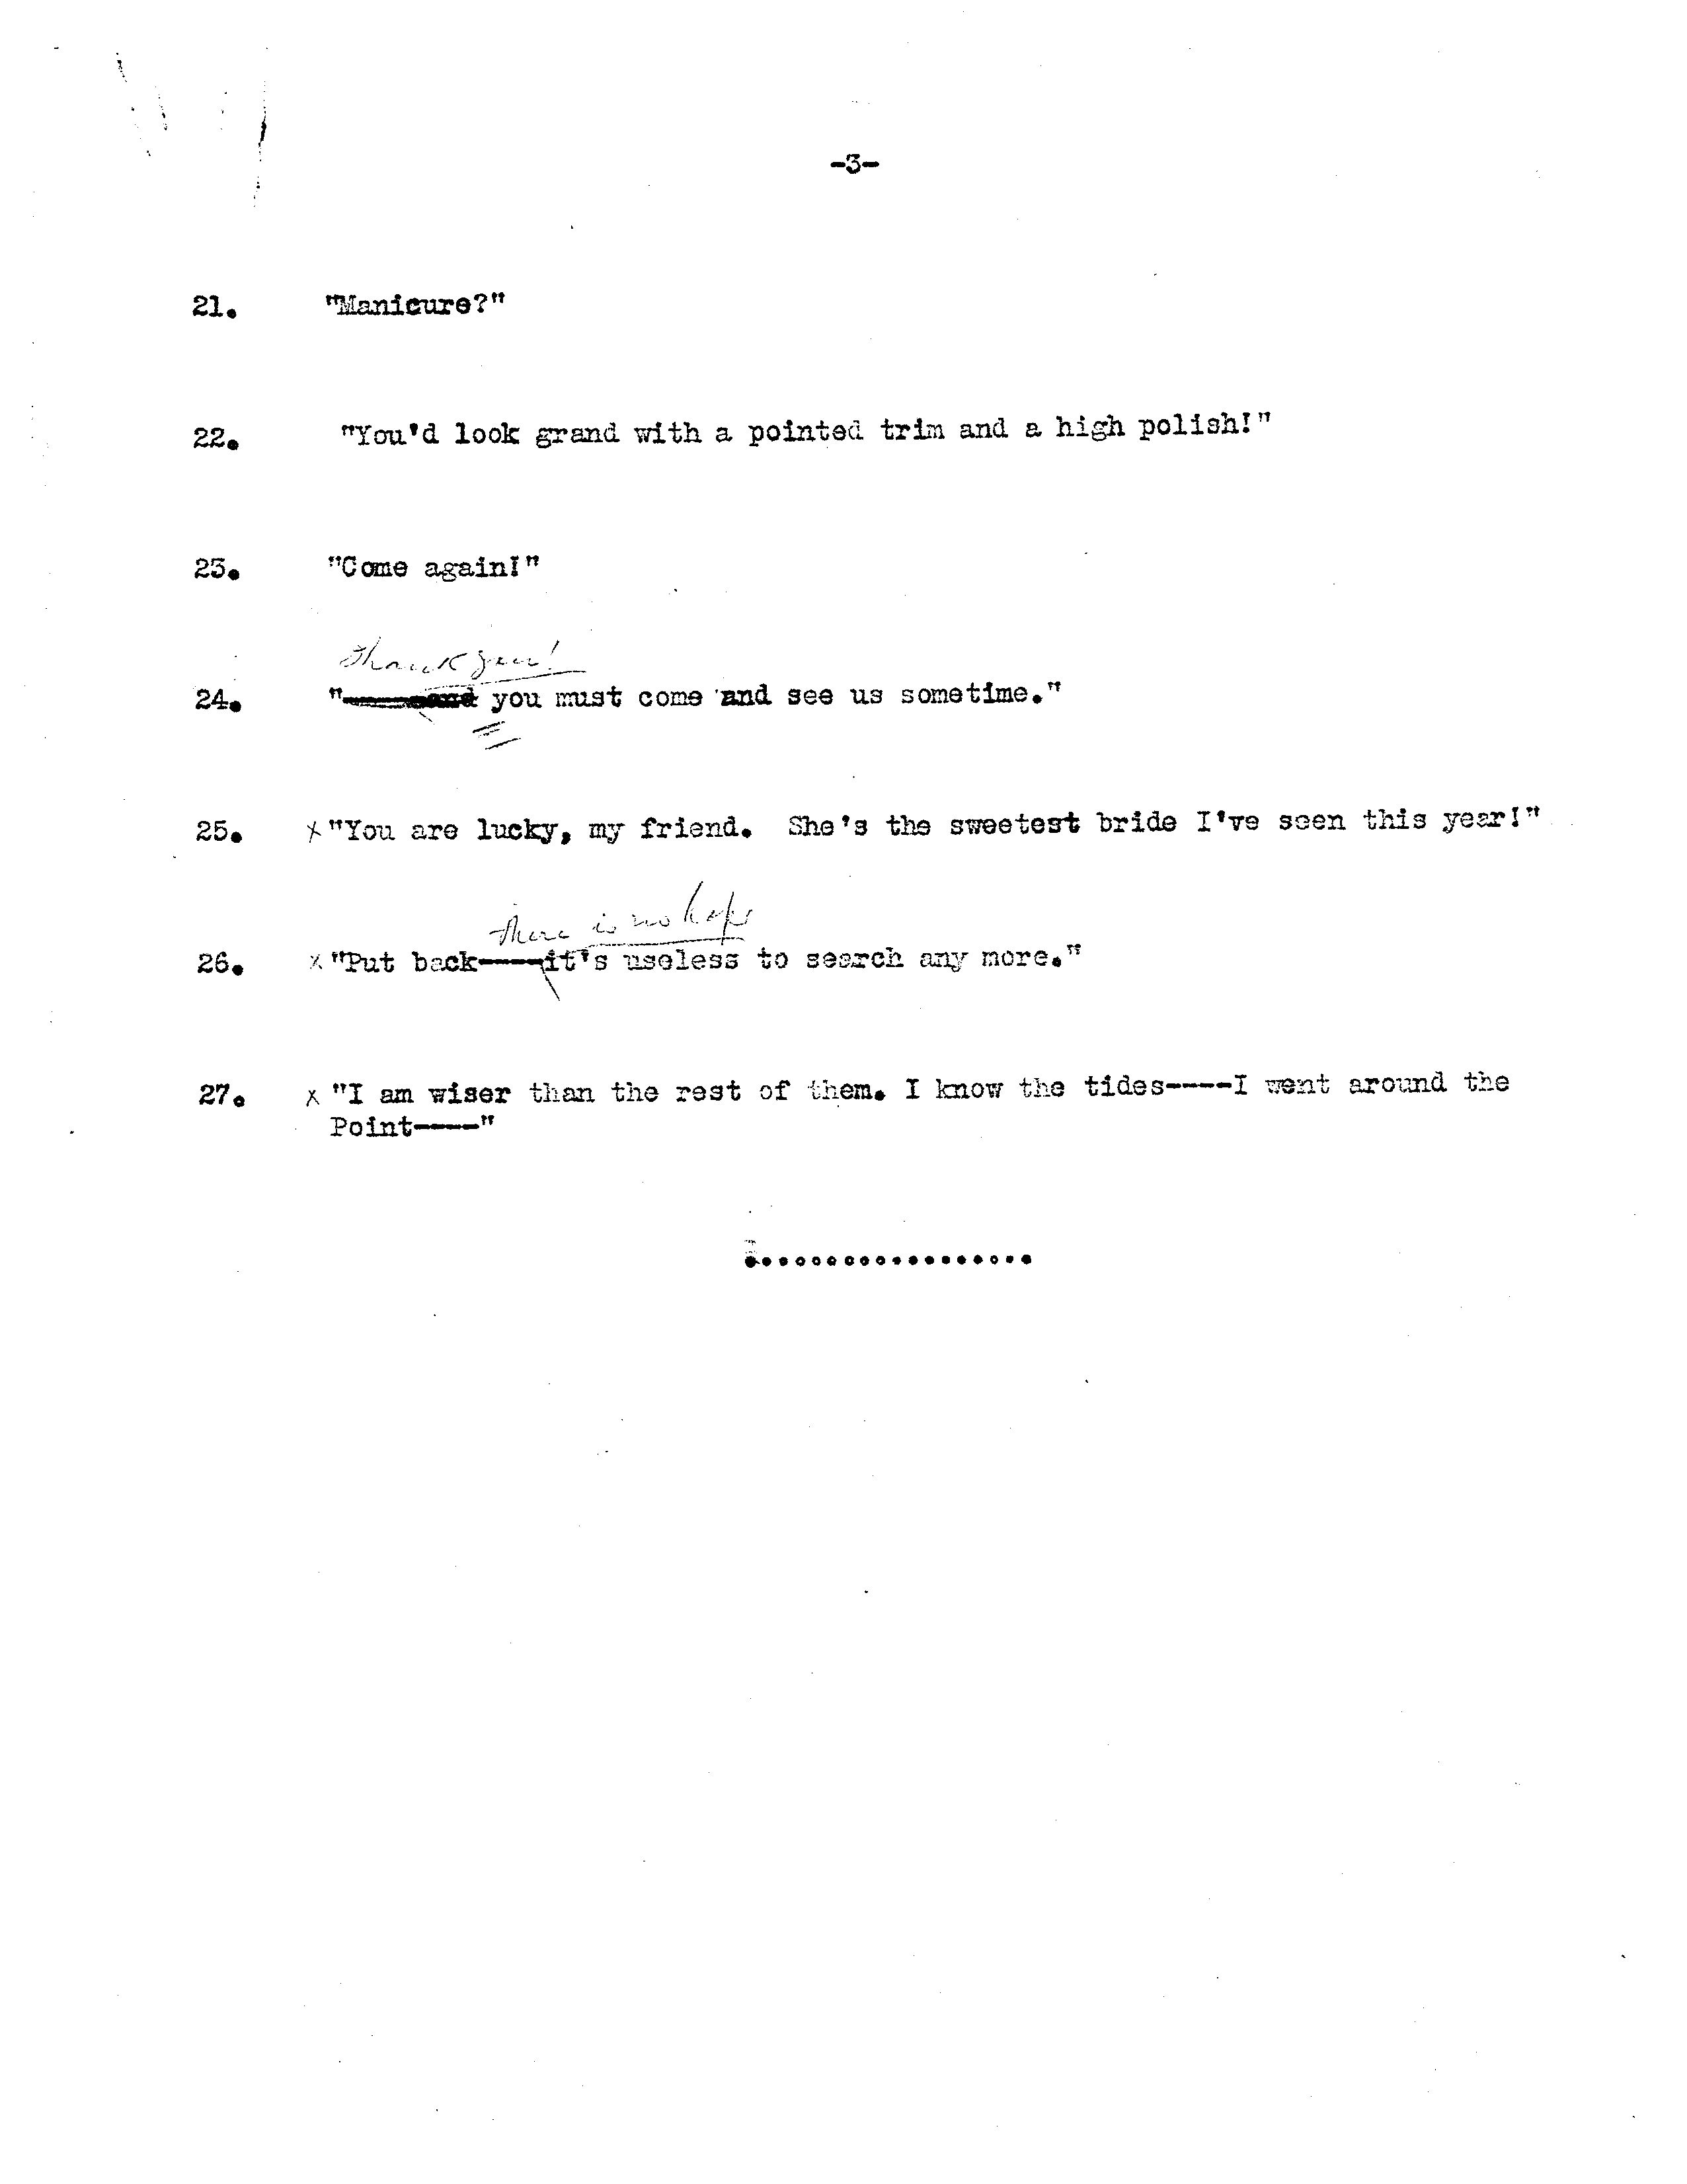 -3-
21. "Manicure?"
22. "You'd look grand with a pointed trim and a high polish!"
23. "Come again!"
Thank you!
24. "----and you must come and see us sometime."
25. x "You are lucky, my friend. She's the sweetest bride I've seen this year!"
there is no hope
26. x "Put back----it's useless to search any more."
27. x "I am wiser than the rest of them. I know the tides----I went around the
Point----"
..................